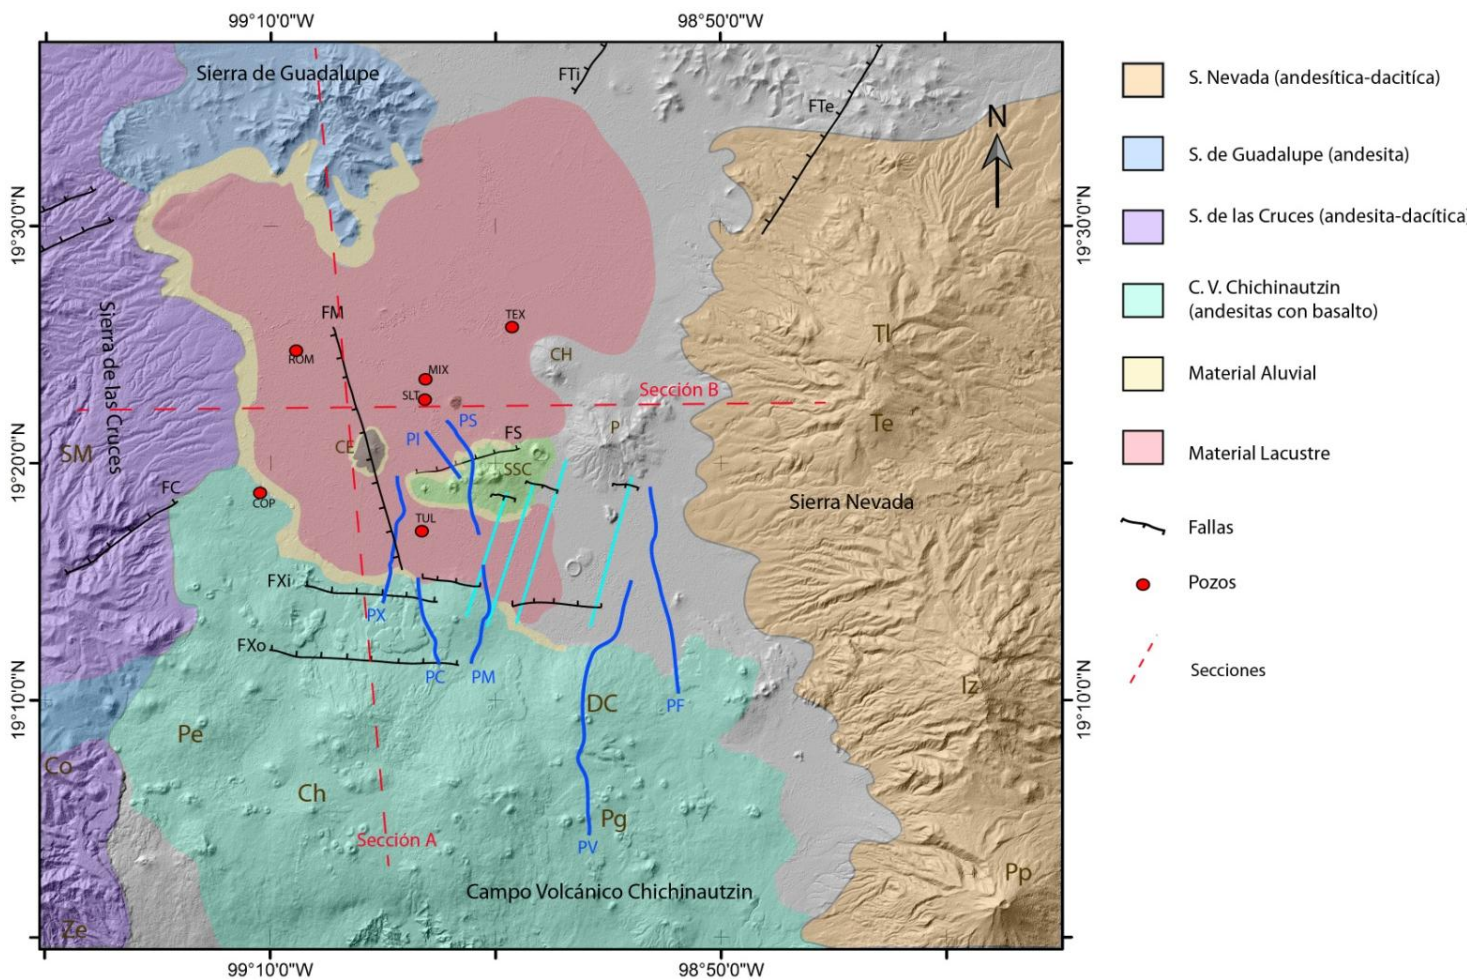 99°10'0"W
98°50'0"W
Sierra de Guadalupe
FTi
FTe
N
19°30'0"N
19°30'0"N
Sierra de las Cruces
FM
TEX
Tl
ROM
CH
MIX
SLT
Sección B
PS
P
Te
PI
FS
CE
SM
SSC
19°20'0"N
19°20'0"N
FC
COP
Sierra Nevada
TUL
FXi
PX
FXo
PC
PM
Iz
DC
PF
19°10'0"N
19°10'0"N
Pe
Co
Ch
Pg
Sección A
PV
Pp
Campo Volcánico Chichinautzin
Ze
99°10'0"W
98°50'0"W
S. Nevada (andesítica-dacitíca)
S. de Guadalupe (andesita)
S. de las Cruces (andesita-dacítica)
C. V. Chichinautzin
(andesitas con basalto)
Material Aluvial
Material Lacustre
Fallas
Pozos
Secciones